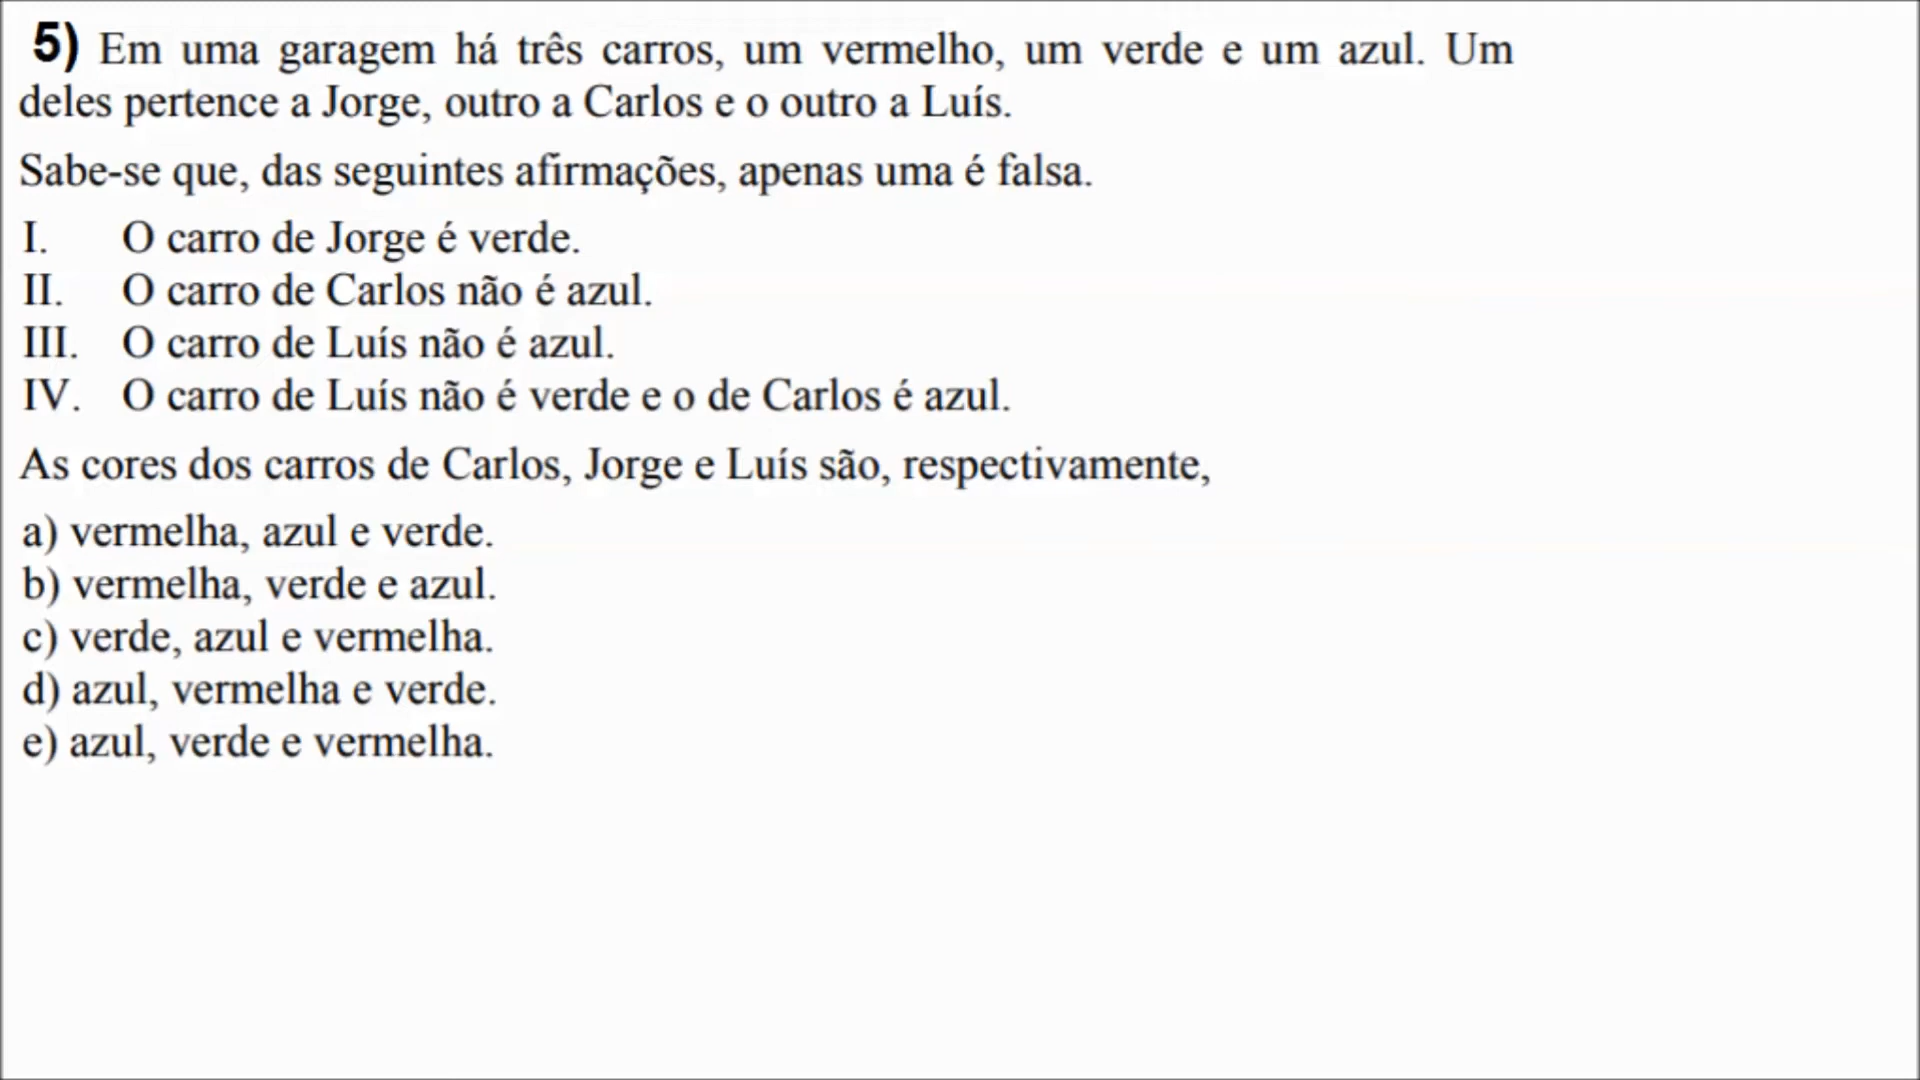 5) Em uma garagem há três carros, um vermelho, um verde e um azul. Um
deles pertence a Jorge, outro a Carlos e o outro a Luís.
Sabe-se que, das seguintes afirmações, apenas uma é falsa.
I. O carro de Jorge é verde.
II. O carro de Carlos não é azul.
III. O carro de Luís não é azul.
IV. O carro de Luís não é verde e o de Carlos é azul.
As cores dos carros de Carlos, Jorge e Luís são, respectivamente,
a) vermelha, azul e verde.
b) vermelha, verde e azul.
c) verde, azul e vermelha.
d) azul, vermelha e verde.
e) azul, verde e vermelha.